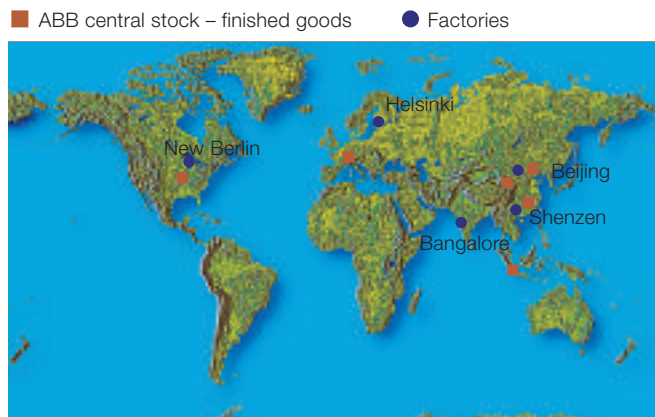 ABB central stock – finished goods Factories
Helsinki
New Berlin
Beijing
Shenzen
Bangalore